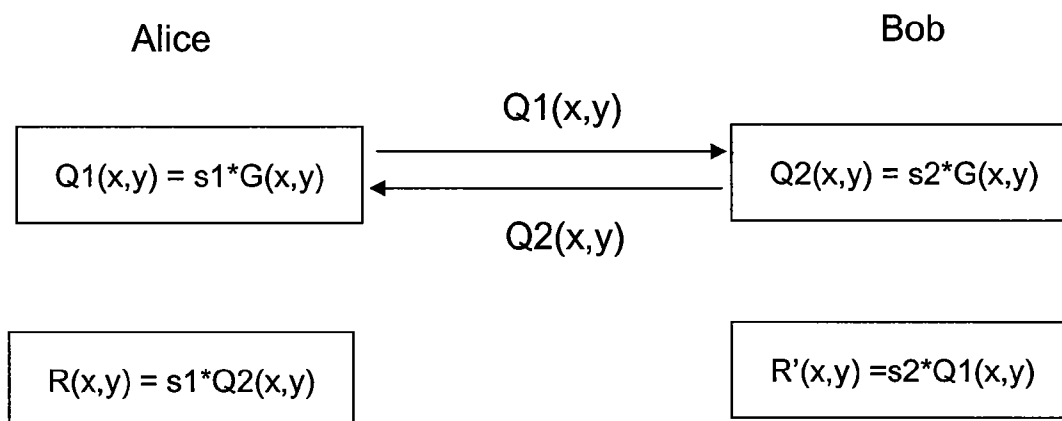 Alice
Bob
Q1(x,y)
Q1(x,y) = s1*G(x,y)
Q2(x,y) = s2*G(x,y)
Q2(x,y)
R(x,y) = s1*Q2(x,y)
R’(x,y) =s2*Q1(x,y)